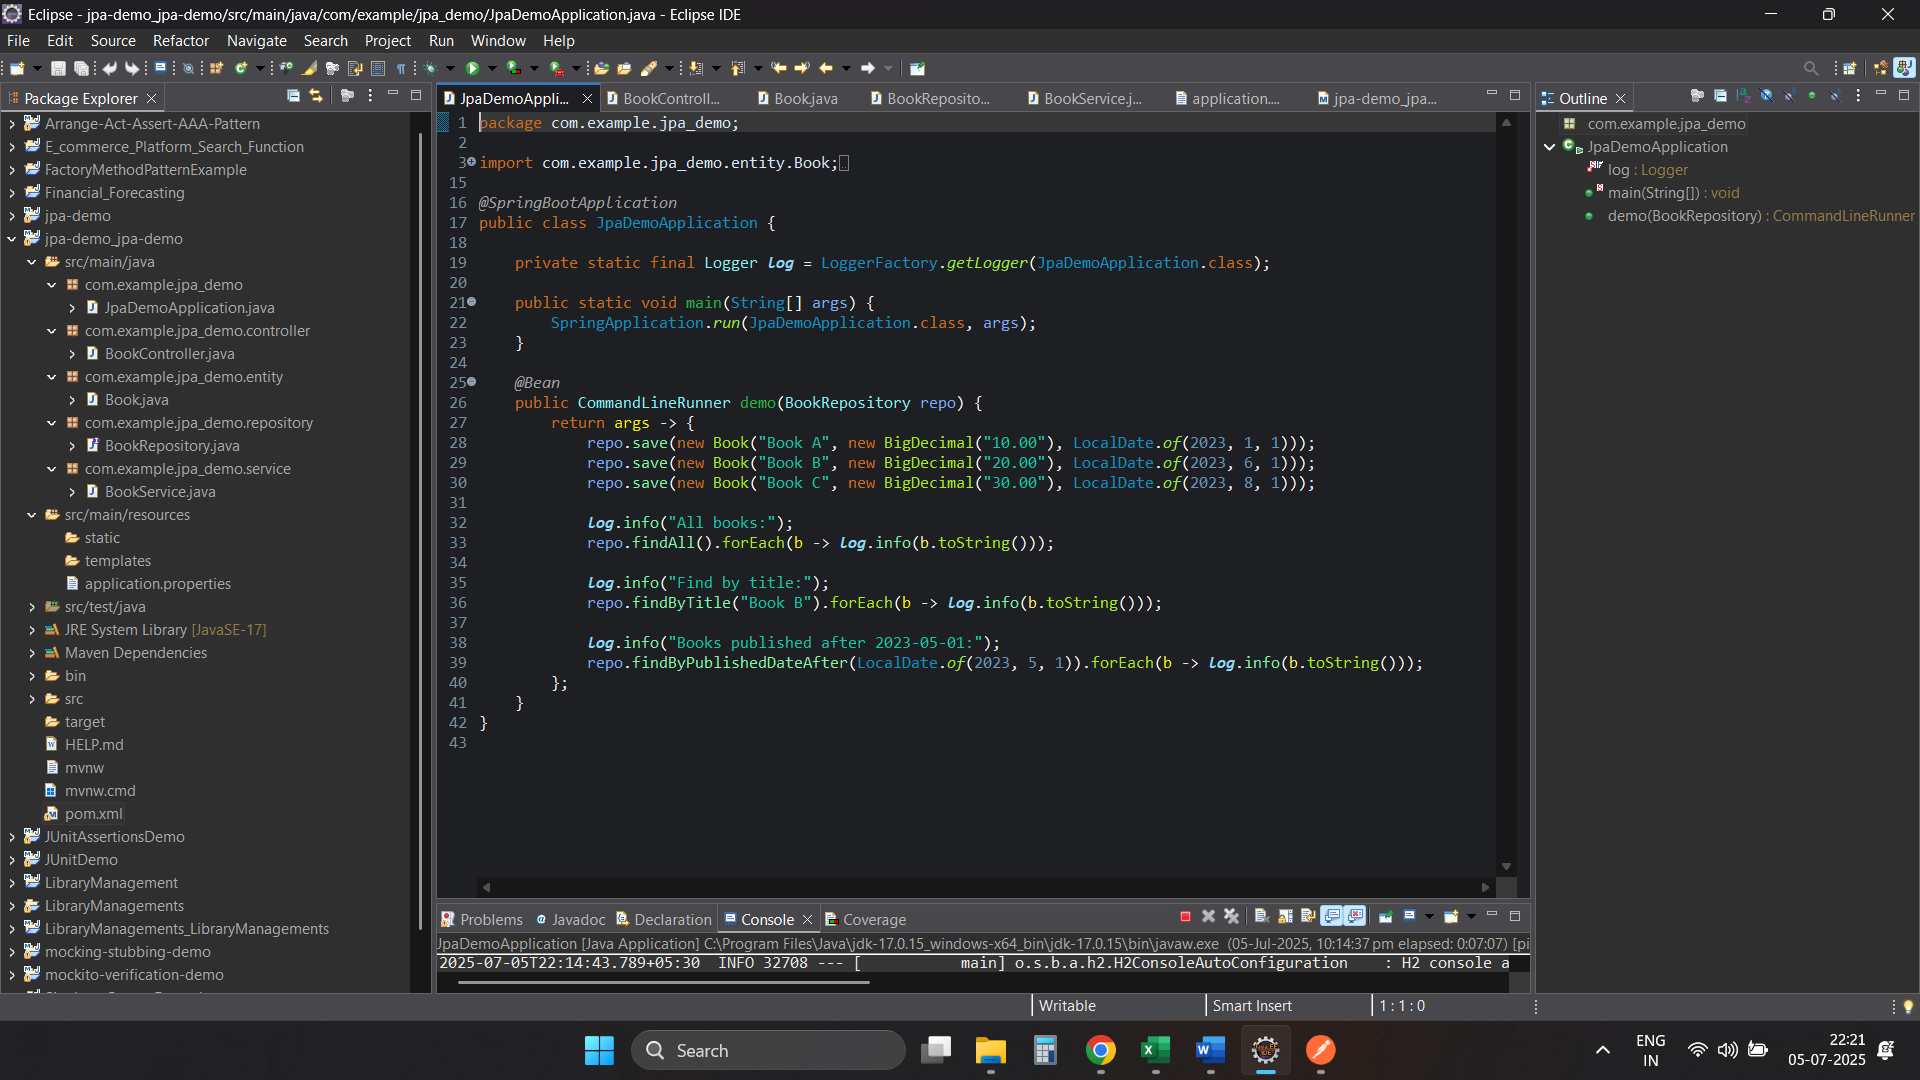 Eclipse - jpa-demo_jpa-demo/src/main/java/com/example/jpa_demo/JpaDemoApplication.java - Eclipse IDE
File Edit Source Refactor Navigate Search Project Run Window Help
Package Explorer
Arrange-Act-Assert-AAA-Pattern
E_commerce_Platform_Search_Function
FactoryMethodPatternExample
Financial_Forecasting
jpa-demo
jpa-demo_jpa-demo
src/main/java
com.example.jpa_demo
JpaDemoApplication.java
com.example.jpa_demo.controller
BookController.java
com.example.jpa_demo.entity
Book.java
com.example.jpa_demo.repository
BookRepository.java
com.example.jpa_demo.service
BookService.java
src/main/resources
static
templates
application.properties
src/test/java
JRE System Library [JavaSE-17]
Maven Dependencies
bin
src
target
HELP.md
mvnw
mvnw.cmd
pom.xml
JUnitAssertionsDemo
JUnitDemo
LibraryManagement
LibraryManagements
LibraryManagements_LibraryManagements
mocking-stubbing-demo
mockito-verification-demo
JpaDemoAppli... BookControll... Book.java BookReposito... BookService.j... application.... jpa-demo_jpa...
1 package com.example.jpa_demo;
2
3 import com.example.jpa_demo.entity.Book;
15
16 @SpringBootApplication
17 public class JpaDemoApplication {
18
19 private static final Logger log = LoggerFactory.getLogger(JpaDemoApplication.class);
20
21 public static void main(String[] args) {
22 SpringApplication.run(JpaDemoApplication.class, args);
23 }
24
25 @Bean
26 public CommandLineRunner demo(BookRepository repo) {
27 return args -> {
28 repo.save(new Book("Book A", new BigDecimal("10.00"), LocalDate.of(2023, 1, 1)));
29 repo.save(new Book("Book B", new BigDecimal("20.00"), LocalDate.of(2023, 6, 1)));
30 repo.save(new Book("Book C", new BigDecimal("30.00"), LocalDate.of(2023, 8, 1)));
31
32 log.info("All books:");
33 repo.findAll().forEach(b -> log.info(b.toString()));
34
35 log.info("Find by title:");
36 repo.findByTitle("Book B").forEach(b -> log.info(b.toString()));
37
38 log.info("Books published after 2023-05-01:");
39 repo.findByPublishedDateAfter(LocalDate.of(2023, 5, 1)).forEach(b -> log.info(b.toString()));
40 };
41 }
42 }
43
Outline
com.example.jpa_demo
JpaDemoApplication
log : Logger
main(String[]) : void
demo(BookRepository) : CommandLineRunner
Problems Javadoc Declaration Console Coverage
JpaDemoApplication [Java Application] C:\Program Files\Java\jdk-17.0.15_windows-x64_bin\jdk-17.0.15\bin\javaw.exe (05-Jul-2025, 10:14:37 pm elapsed: 0:07:07) [pi
2025-07-05T22:14:43.789+05:30 INFO 32708 --- [ main] o.s.b.a.h2.H2ConsoleAutoConfiguration : H2 console a
Writable Smart Insert 1 : 1 : 0
Search
ENG
IN
22:21
05-07-2025